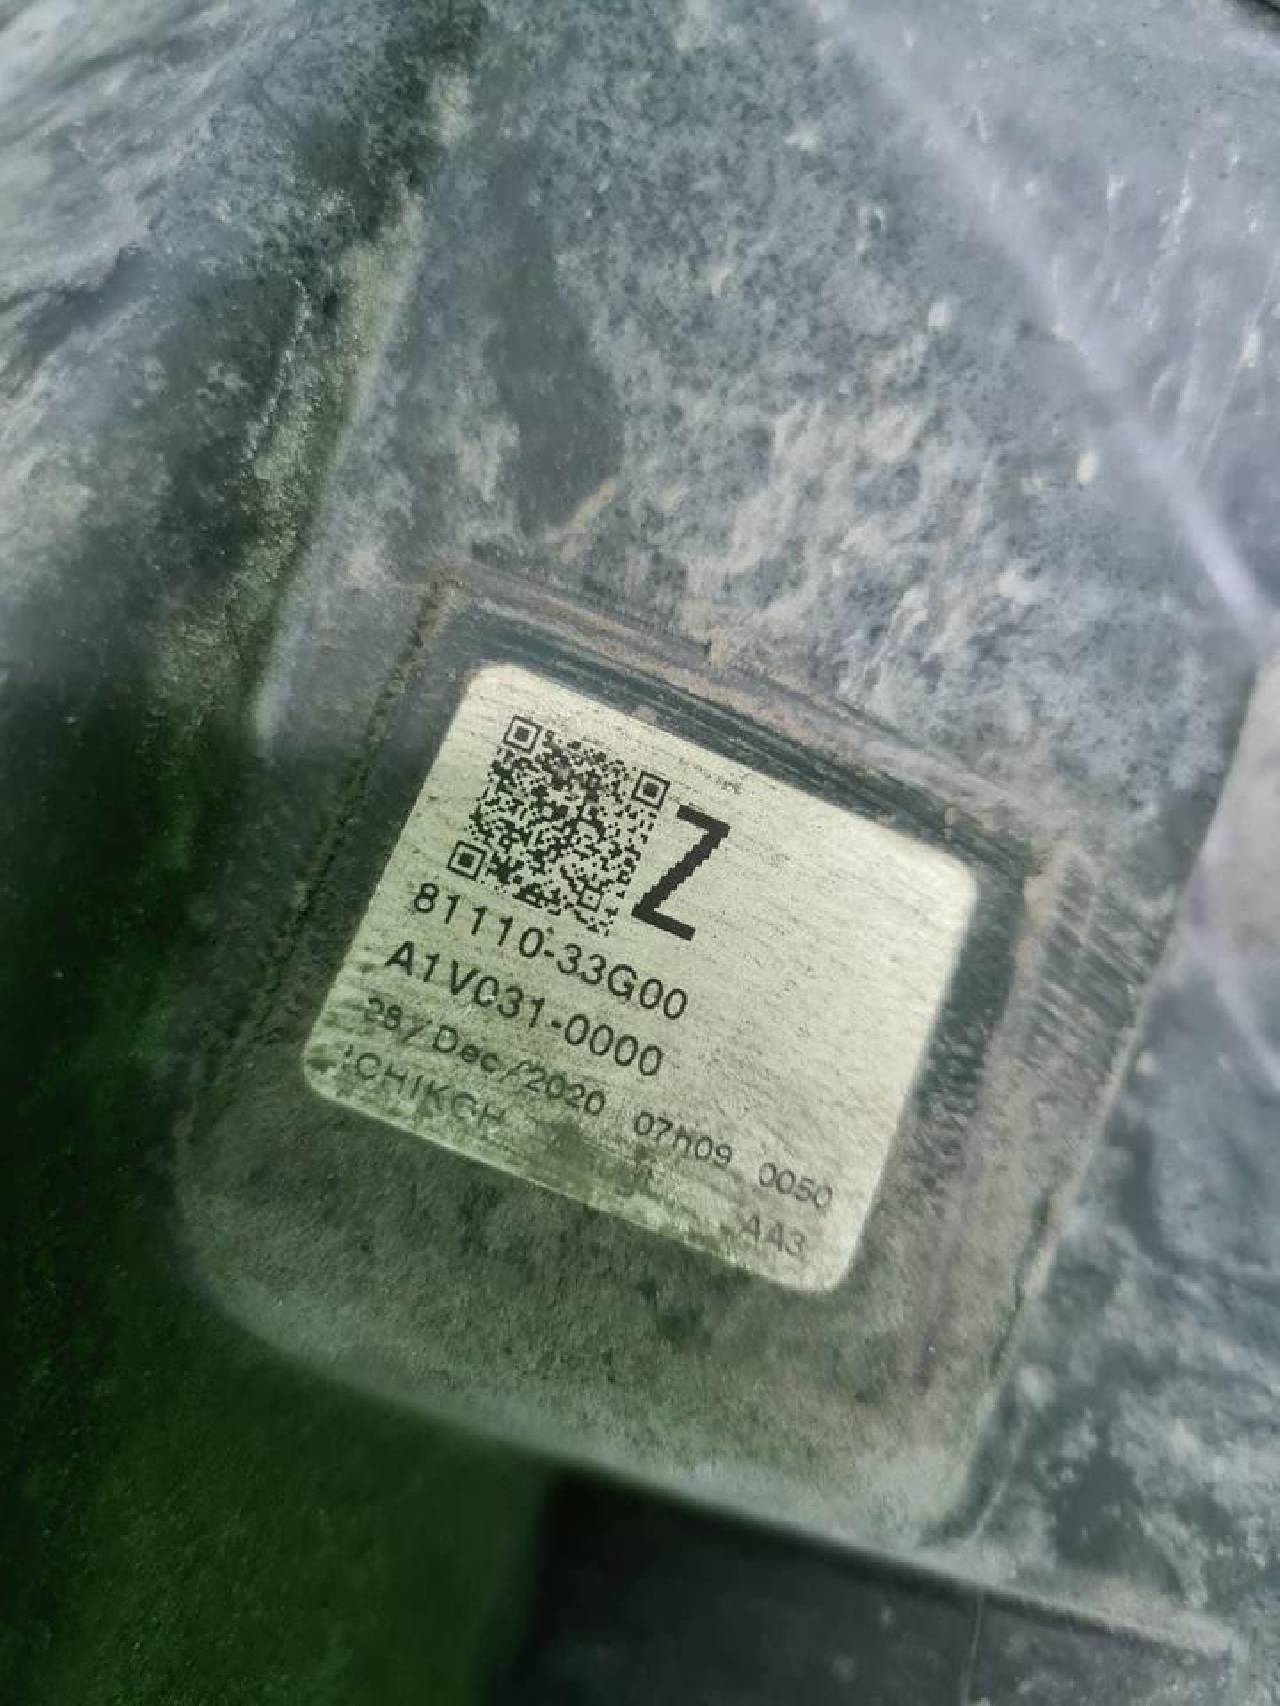 Z
81110-33G00
A1V031-0000
28/Dec/2020 07h09 0050
ICHIKOH
AA3